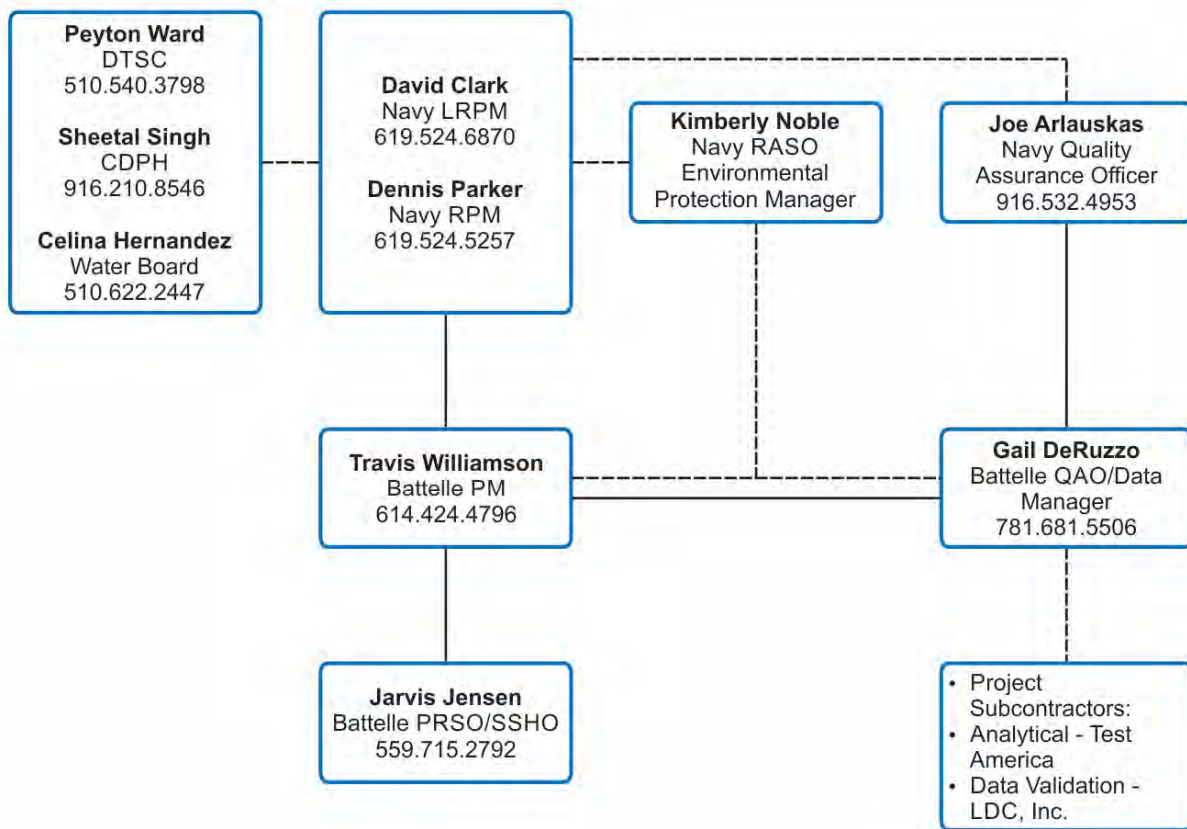 Peyton Ward
DTSC
510.540.3798
Sheetal Singh
CDPH
916.210.8546
Celina Hernandez
Water Board
510.622.2447
David Clark
Navy LRPM
619.524.6870
Dennis Parker
Navy RPM
619.524.5257
Kimberly Noble
Navy RASO
Environmental
Protection Manager
Joe Arlauskas
Navy Quality
Assurance Officer
916.532.4953
Travis Williamson
Battelle PM
614.424.4796
Gail DeRuzzo
Battelle QAO/Data
Manager
781.681.5506
Jarvis Jensen
Battelle PRSO/SSHO
559.715.2792
• Project
Subcontractors:
• Analytical - Test
America
• Data Validation -
LDC, Inc.